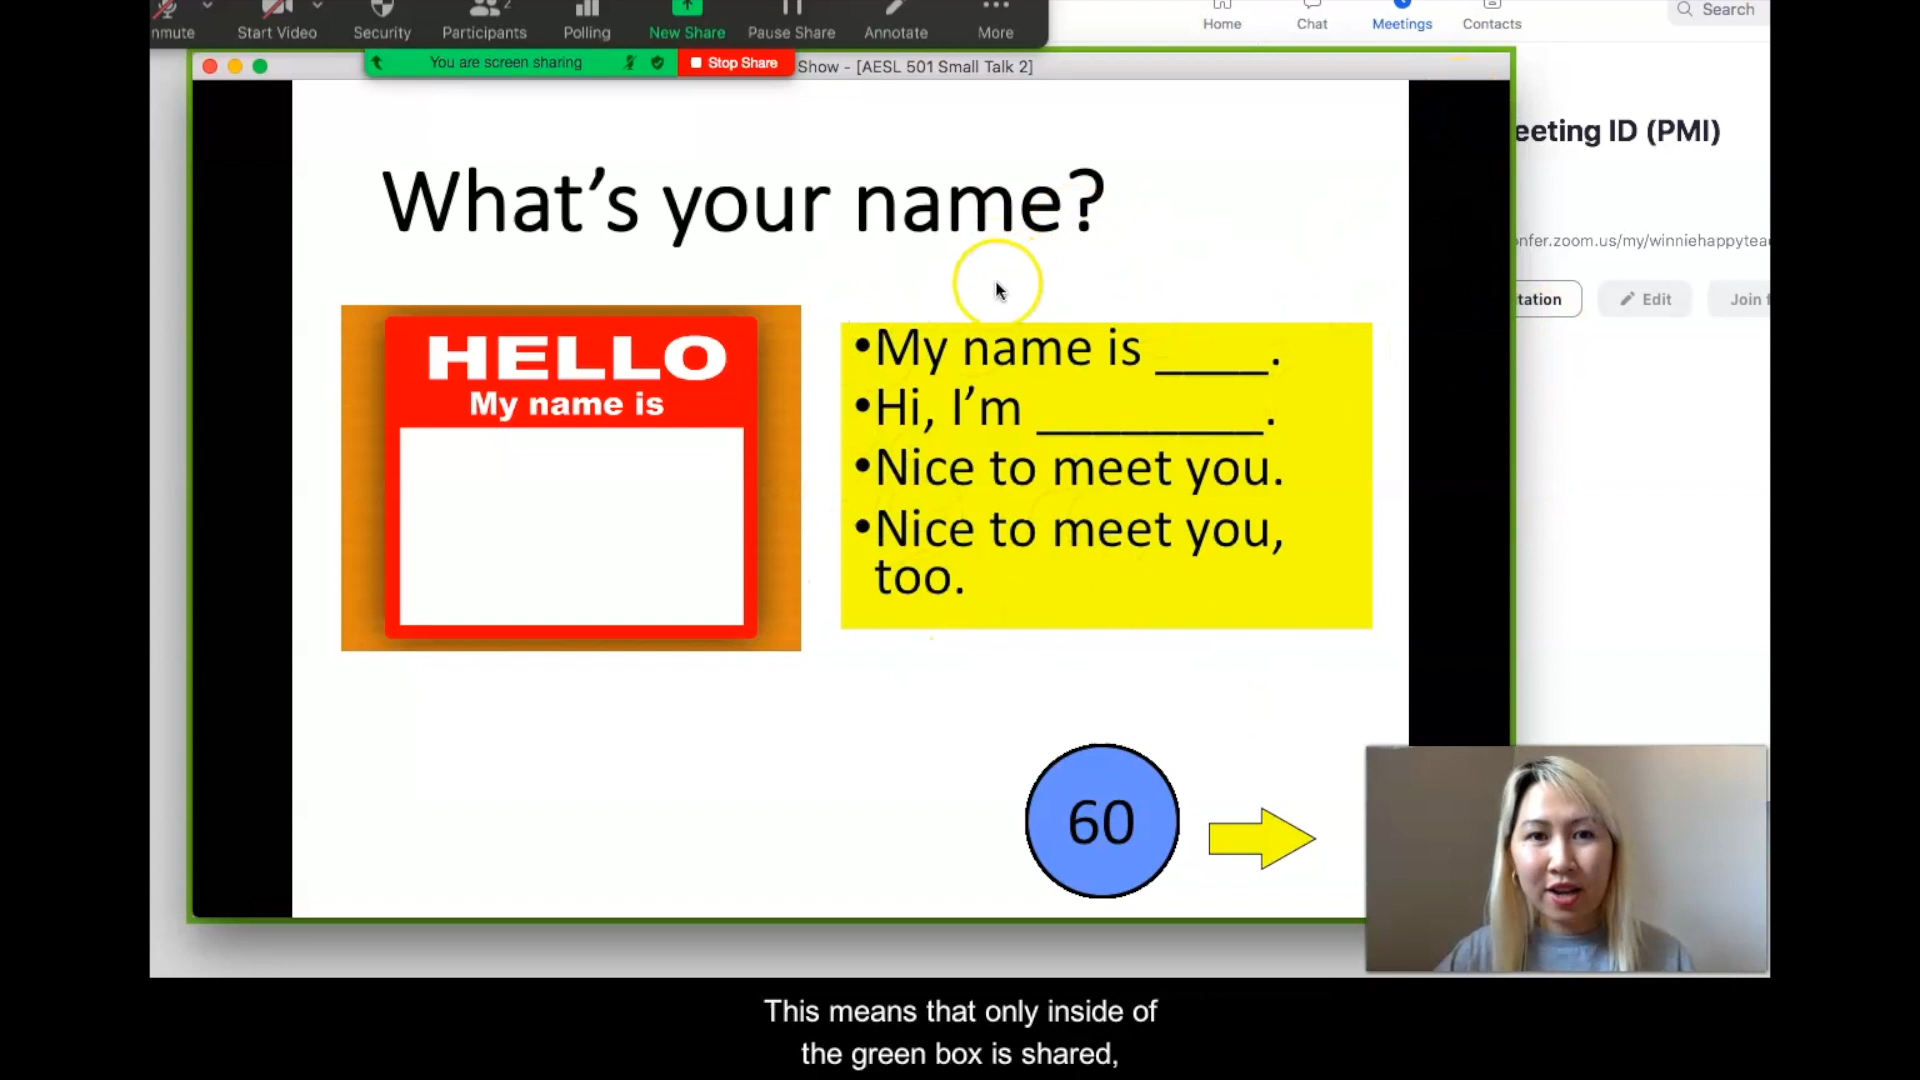 nmute
Start Video
Security
Participants
2
Polling
New Share
Pause Share
Annotate
More
Home
Chat
Meetings
Contacts
Search
You are screen sharing
Stop Share
Show - [AESL 501 Small Talk 2]
eeting ID (PMI)
onfer.zoom.us/my/winniehappytea
tation
Edit
Join f
What's your name?
HELLO
My name is
•My name is ____.
•Hi, I'm ________.
•Nice to meet you.
•Nice to meet you,
too.
60
This means that only inside of
the green box is shared,